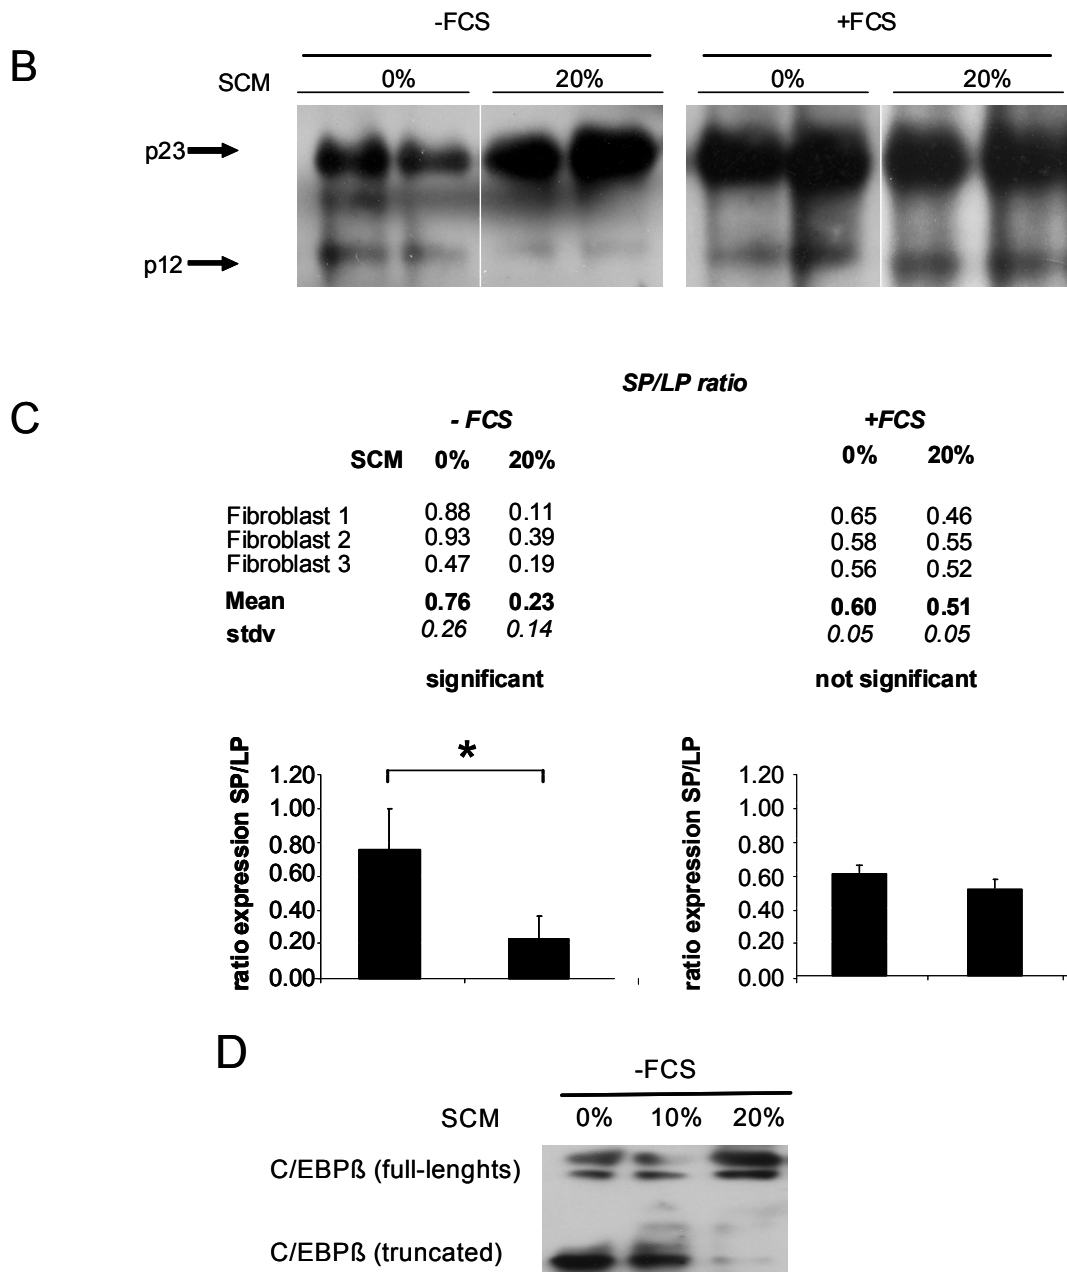 -FCS +FCS
B
SCM 0% 20% 0% 20%
p23
p12
SP/LP ratio
C
- FCS +FCS
SCM 0% 20% 0% 20%
Fibroblast 1 0.88 0.11 0.65 0.46
Fibroblast 2 0.93 0.39 0.58 0.55
Fibroblast 3 0.47 0.19 0.56 0.52
Mean 0.76 0.23 0.60 0.51
stdv 0.26 0.14 0.05 0.05
significant not significant
*
ratio expression SP/LP
1.20
1.00
0.80
0.60
0.40
0.20
0.00
ratio expression SP/LP
1.20
1.00
0.80
0.60
0.40
0.20
0.00
D
-FCS
SCM 0% 10% 20%
C/EBPß (full-lenghts)
C/EBPß (truncated)